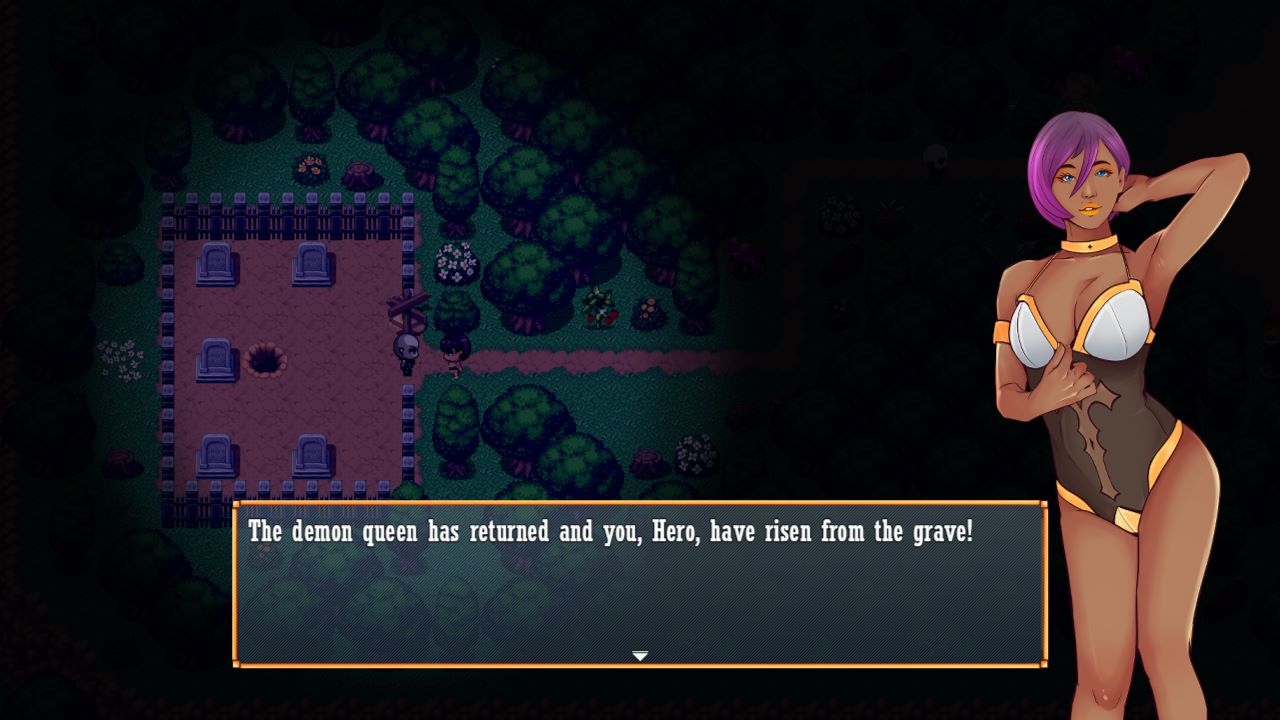 The demon queen has returned and you, Hero, have risen from the grave!